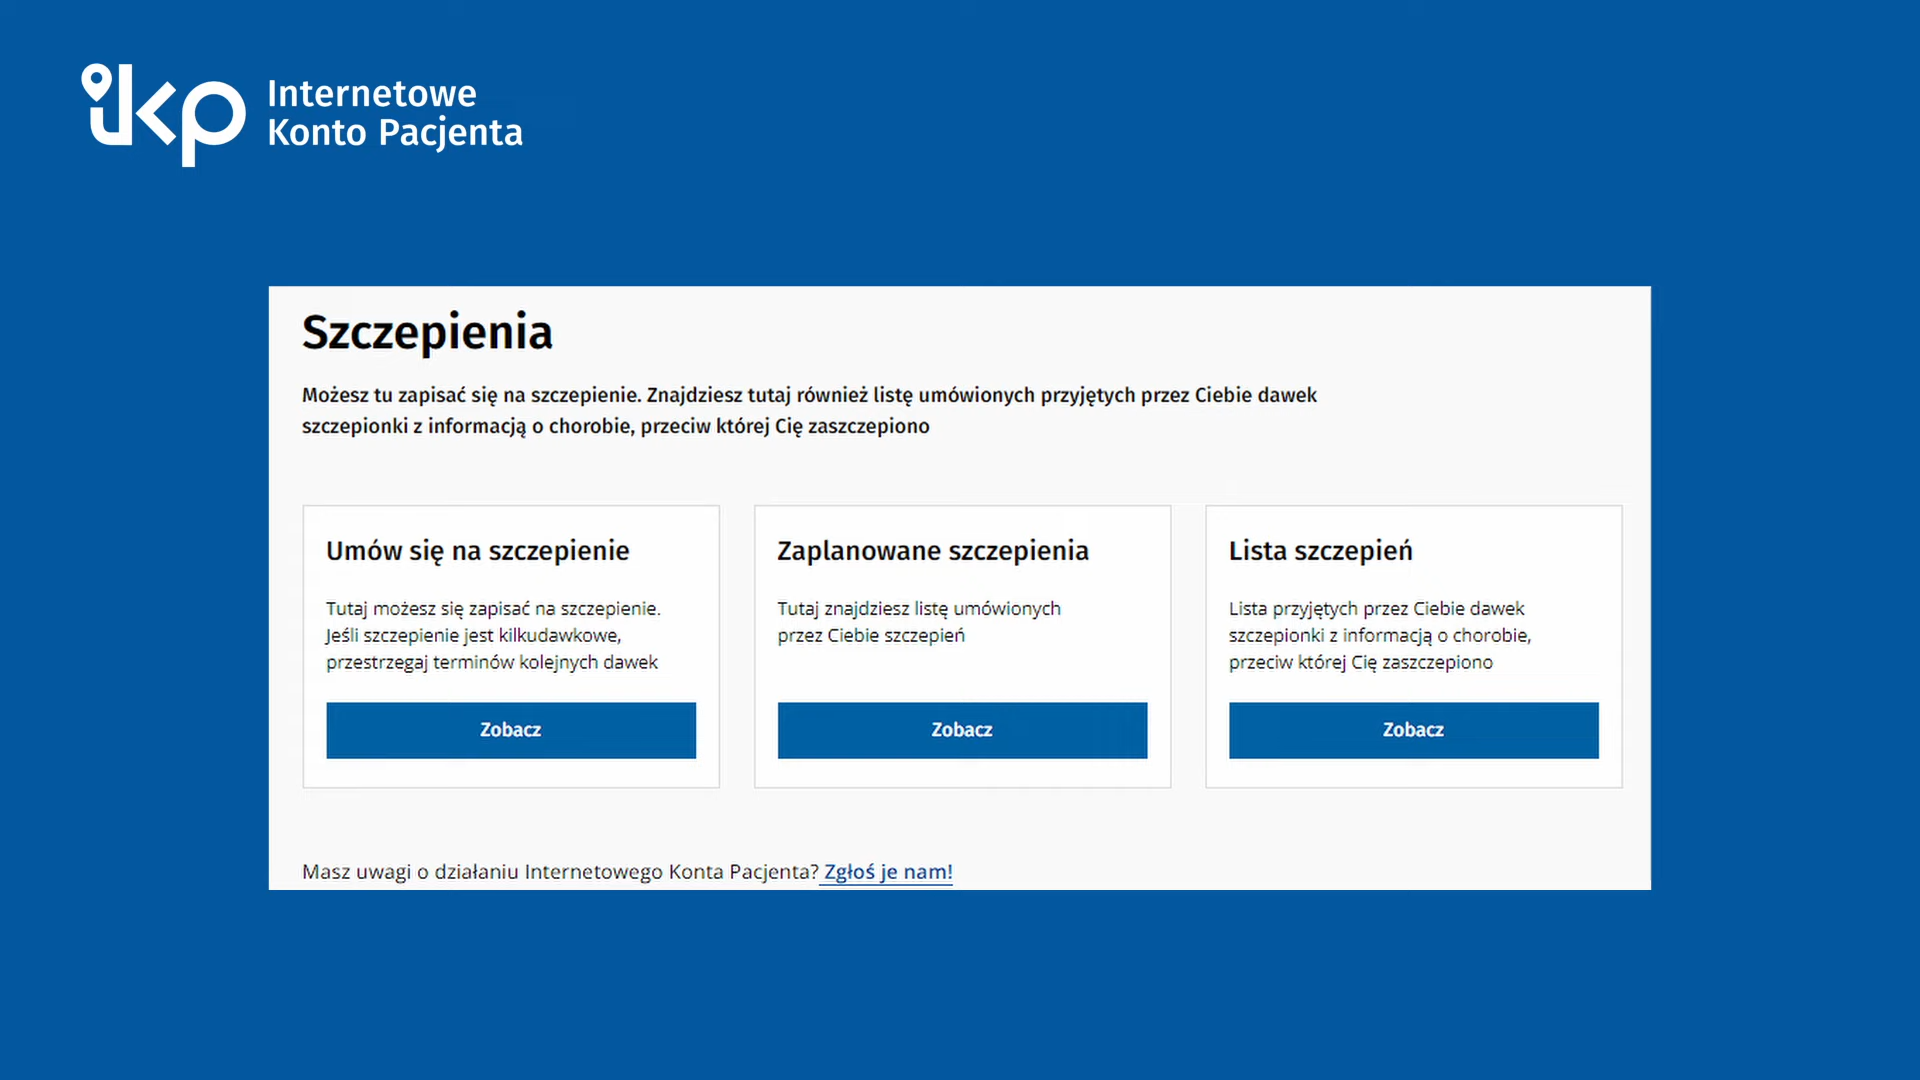 ikp Internetowe
Konto Pacjenta
Szczepienia
Możesz tu zapisać się na szczepienie. Znajdziesz tutaj również listę umówionych przyjętych przez Ciebie dawek
szczepionki z informacją o chorobie, przeciw której Cię zaszczepiono
Umów się na szczepienie
Tutaj możesz się zapisać na szczepienie.
Jeśli szczepienie jest kilkudawkowe,
przestrzegaj terminów kolejnych dawek
Zobacz
Zaplanowane szczepienia
Tutaj znajdziesz listę umówionych
przez Ciebie szczepień
Zobacz
Lista szczepień
Lista przyjętych przez Ciebie dawek
szczepionki z informacją o chorobie,
przeciw której Cię zaszczepiono
Zobacz
Masz uwagi o działaniu Internetowego Konta Pacjenta? Zgłoś je nam!